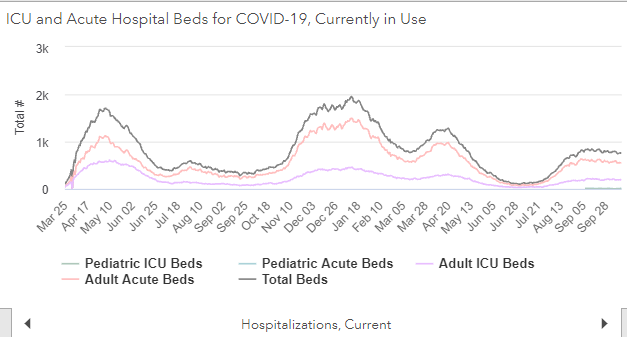 ICU and Acute Hospital Beds for COVID-19, Currently in Use
3k
2k
1k
0
Total #
Mar 25 Apr 17 May 10 Jun 02 Jun 25 Jul 18 Aug 10 Sep 02 Sep 25 Oct 18 Nov 10 Dec 03 Dec 26 Jan 18 Feb 10 Mar 05 Mar 28 Apr 20 May 13 Jun 05 Jun 28 Jul 21 Aug 13 Sep 05 Sep 28
Pediatric ICU Beds Pediatric Acute Beds Adult ICU Beds
Adult Acute Beds Total Beds
Hospitalizations, Current